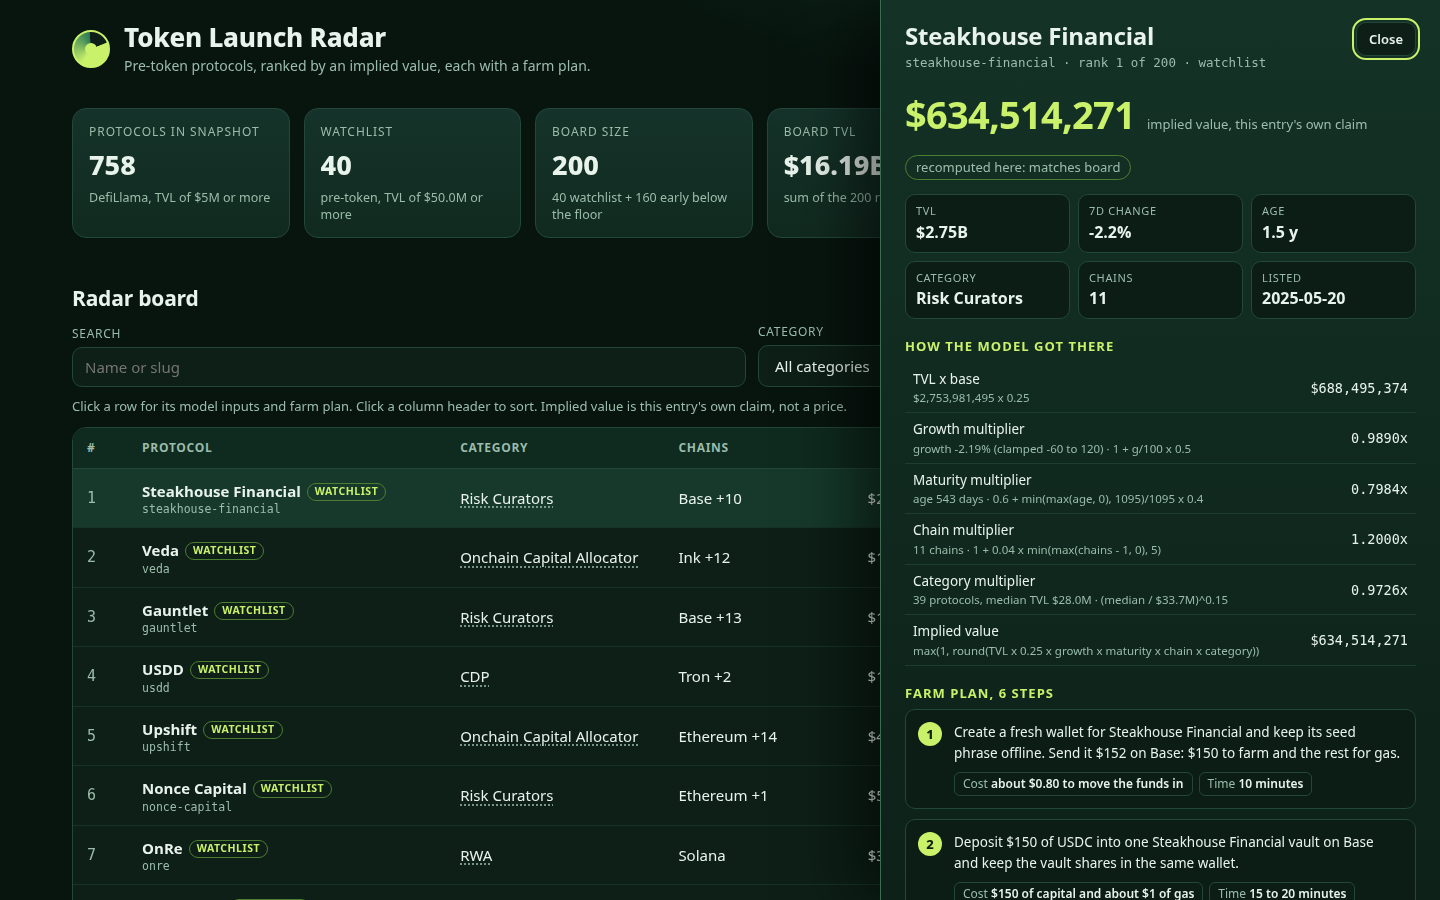 Token Launch Radar
Pre-token protocols, ranked by an implied value, each with a farm plan.
PROTOCOLS IN SNAPSHOT
758
DefiLlama, TVL of $5M or more
WATCHLIST
40
pre-token, TVL of $50.0M or
more
BOARD SIZE
200
40 watchlist + 160 early below
the floor
BOARD TVL
$16.19B
sum of the 200
Radar board
SEARCH
Name or slug
CATEGORY
All categories
Click a row for its model inputs and farm plan. Click a column header to sort. Implied value is this entry's own claim, not a price.
# PROTOCOL CATEGORY CHAINS
1 Steakhouse Financial WATCHLIST Risk Curators Base +10
steakhouse-financial
2 Veda WATCHLIST Onchain Capital Allocator Ink +12
veda
3 Gauntlet WATCHLIST Risk Curators Base +13
gauntlet
4 USDD WATCHLIST CDP Tron +2
usdd
5 Upshift WATCHLIST Onchain Capital Allocator Ethereum +14
upshift
6 Nonce Capital WATCHLIST Risk Curators Ethereum +1
nonce-capital
7 OnRe WATCHLIST RWA Solana
onre
Steakhouse Financial
Close
steakhouse-financial · rank 1 of 200 · watchlist
$634,514,271 implied value, this entry's own claim
recomputed here: matches board
TVL
$2.75B
7D CHANGE
-2.2%
AGE
1.5 y
CATEGORY
Risk Curators
CHAINS
11
LISTED
2025-05-20
HOW THE MODEL GOT THERE
TVL x base $688,495,374
$2,753,981,495 x 0.25
Growth multiplier 0.9890x
growth -2.19% (clamped -60 to 120) · 1 + g/100 x 0.5
Maturity multiplier 0.7984x
age 543 days · 0.6 + min(max(age, 0), 1095)/1095 x 0.4
Chain multiplier 1.2000x
11 chains · 1 + 0.04 x min(max(chains - 1, 0), 5)
Category multiplier 0.9726x
39 protocols, median TVL $28.0M · (median / $33.7M)^0.15
Implied value $634,514,271
max(1, round(TVL x 0.25 x growth x maturity x chain x category))
FARM PLAN, 6 STEPS
1 Create a fresh wallet for Steakhouse Financial and keep its seed
phrase offline. Send it $152 on Base: $150 to farm and the rest for gas.
Cost about $0.80 to move the funds in Time 10 minutes
2 Deposit $150 of USDC into one Steakhouse Financial vault on Base
and keep the vault shares in the same wallet.
Cost $150 of capital and about $1 of gas Time 15 to 20 minutes